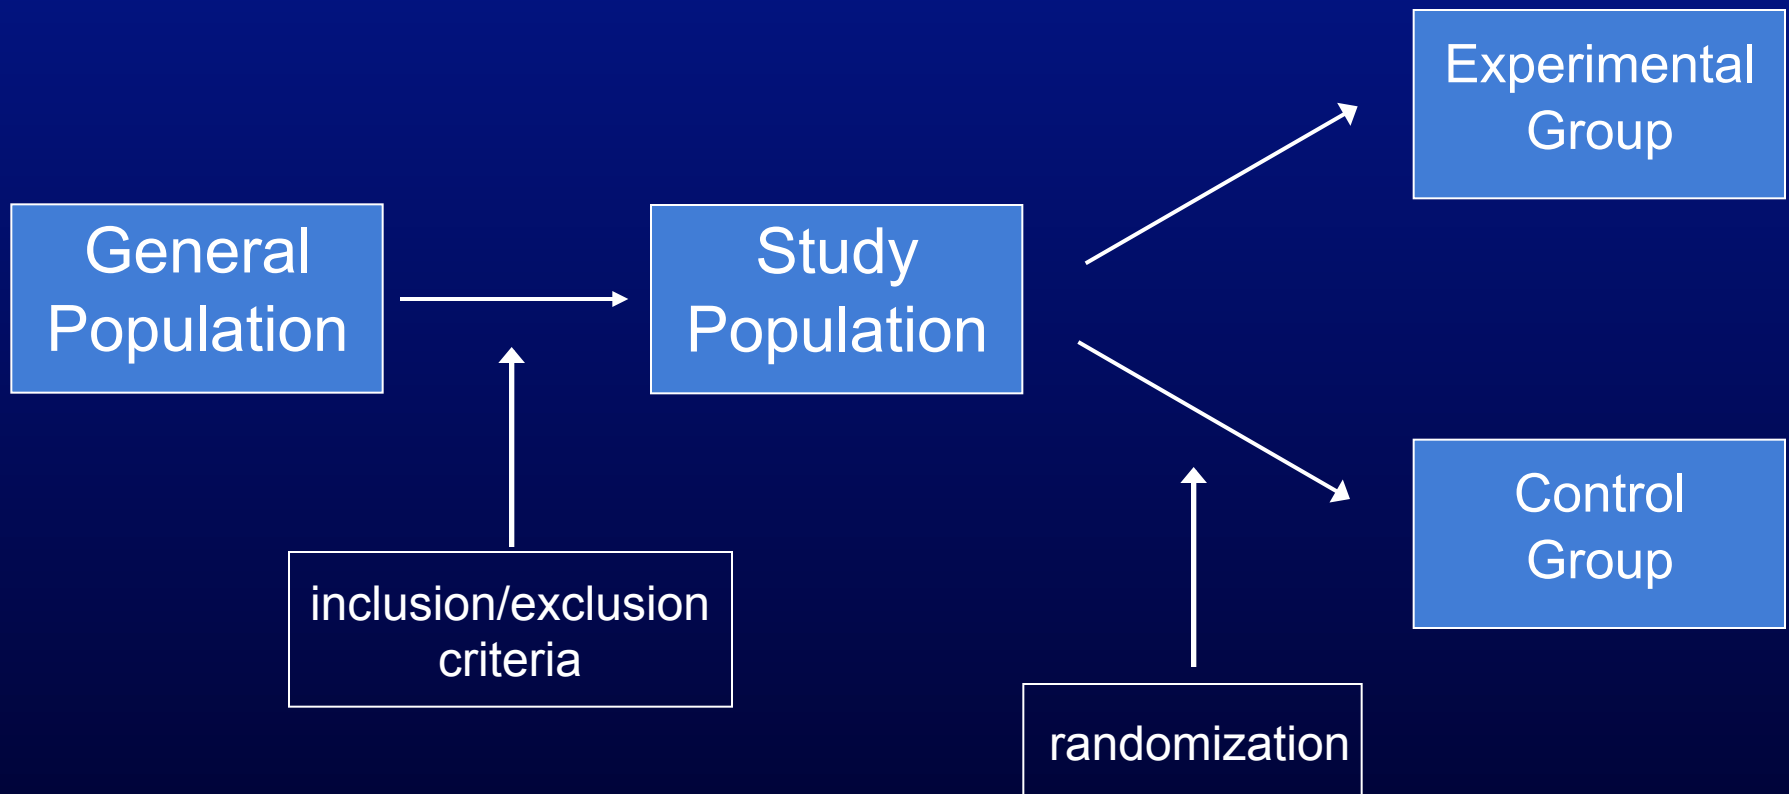 Experimental
Group
General
Population
Study
Population
Control
Group
inclusion/exclusion
criteria
randomization